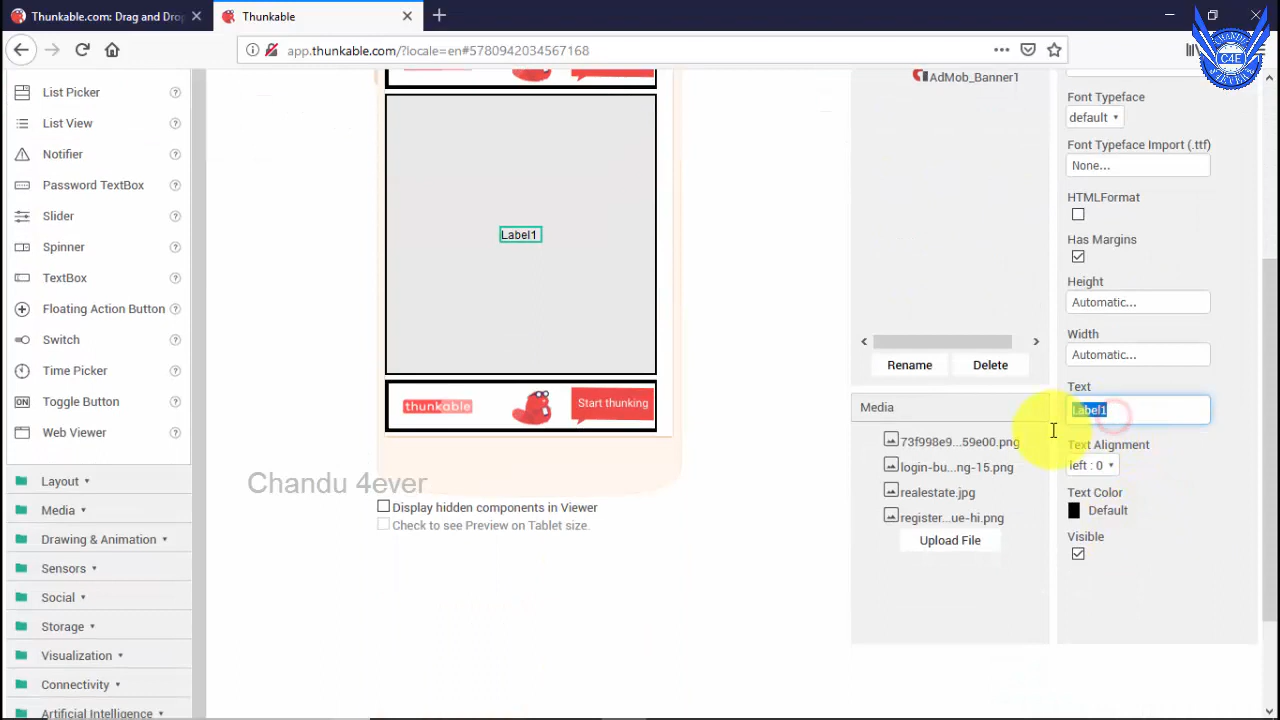 Thunkable.com: Drag and Dro
Thunkable
CHANDU
C4E
app.thunkable.com/?locale=en#5780942034567168
List Picker
List View
Notifier
Password TextBox
Slider
Spinner
TextBox
Floating Action Button
Switch
Time Picker
Toggle Button
Web Viewer
Layout
Media
Drawing & Animation
Sensors
Social
Storage
Visualization
Connectivity
Artificial Intelligence
Label1
thunkable
Start thunking
Chandu 4ever
Display hidden components in Viewer
Check to see Preview on Tablet size.
AdMob_Banner1
Rename
Delete
Media
73f998e9...59e00.png
login-bu...ng-15.png
realestate.jpg
register...ue-hi.png
Upload File
Font Typeface
default
Font Typeface Import (.ttf)
None...
HTMLFormat
Has Margins
Height
Automatic...
Width
Automatic...
Text
Label1
Text Alignment
left : 0
Text Color
Default
Visible